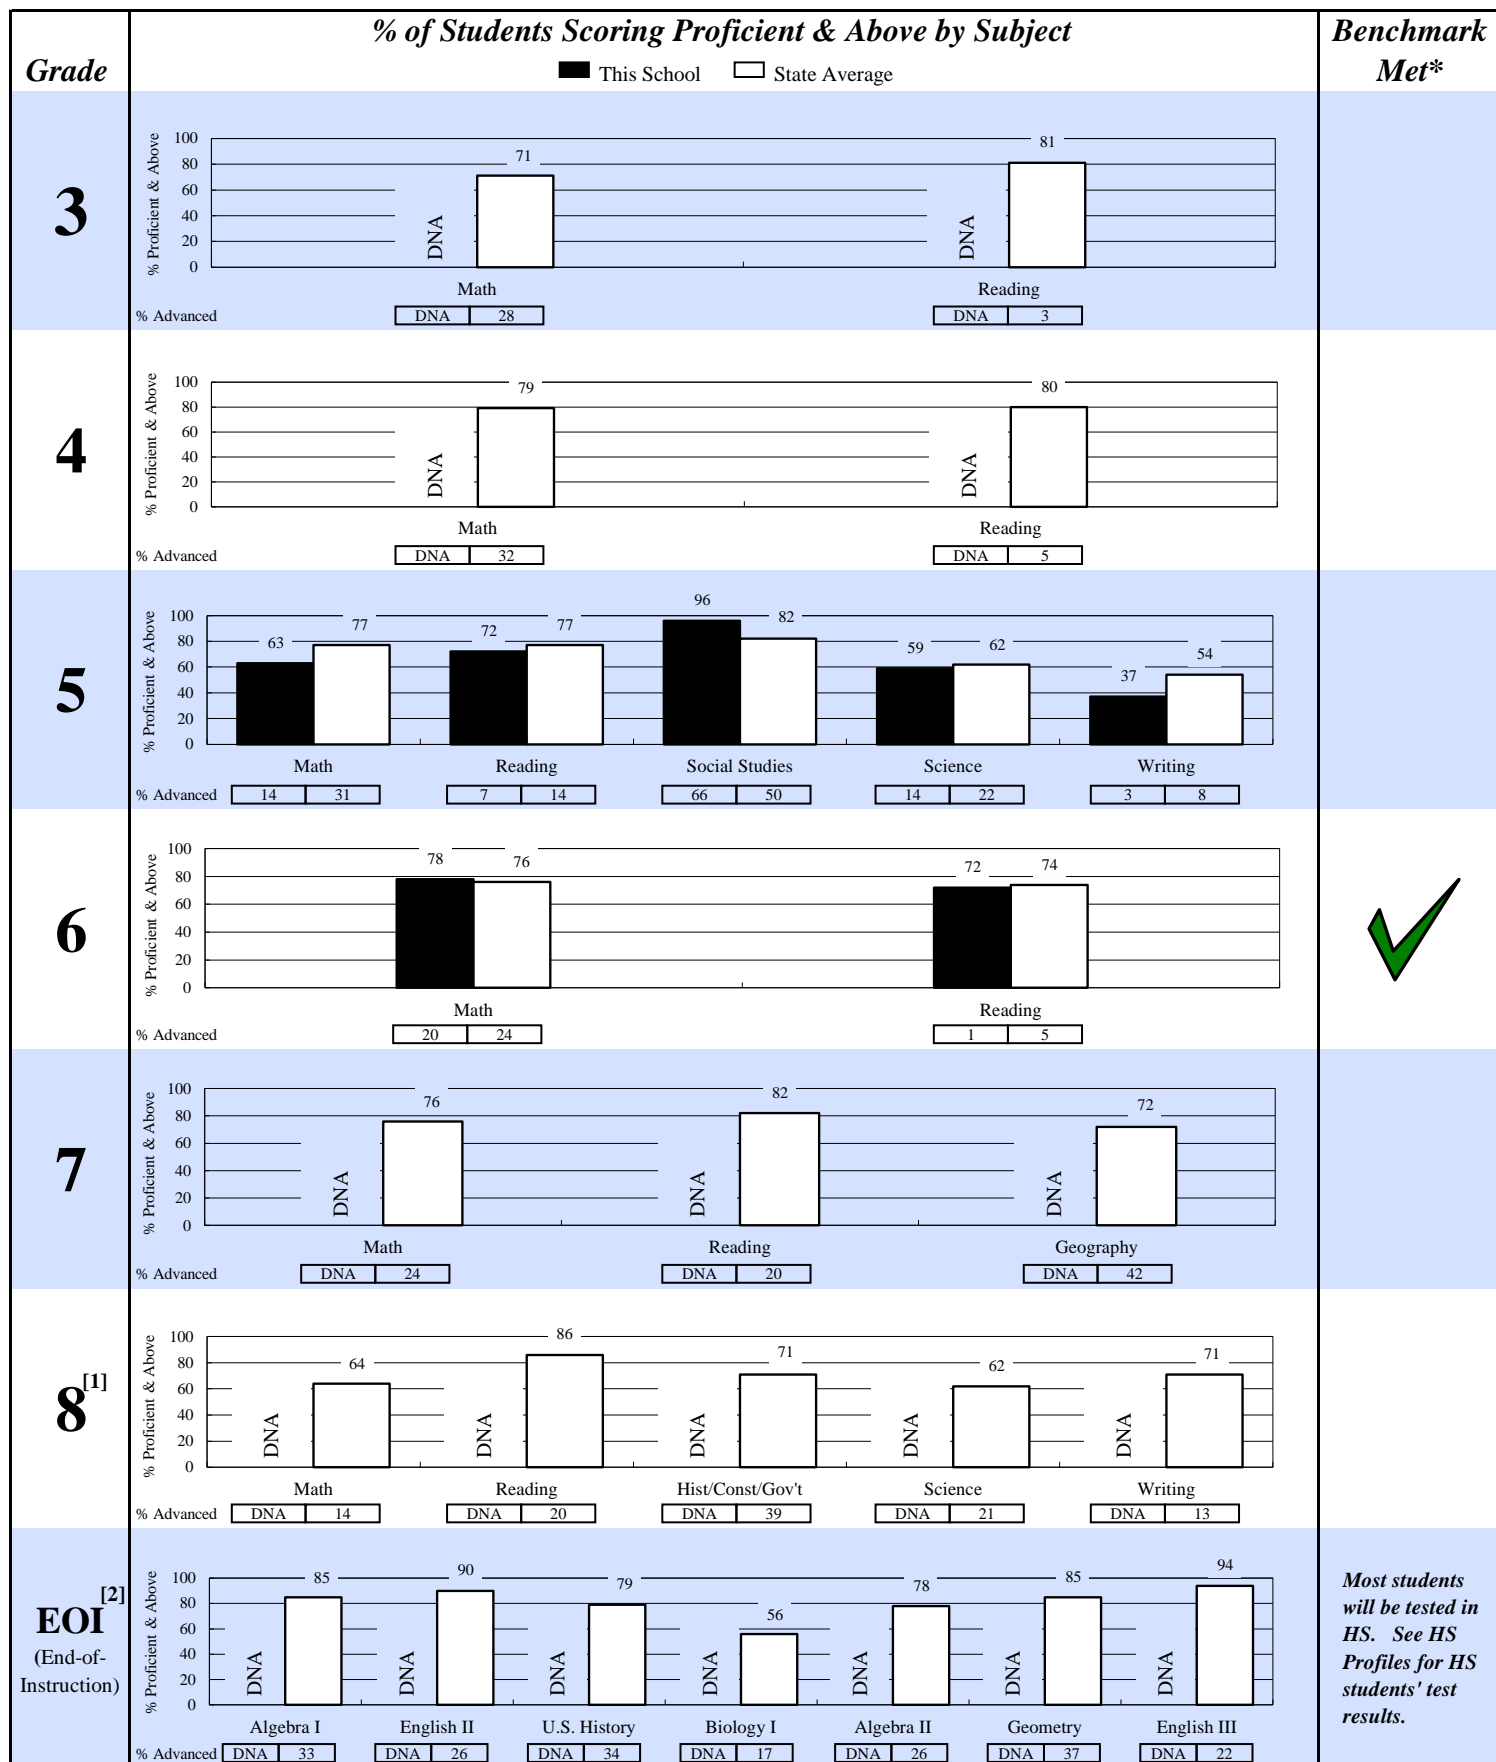 Grade
% of Students Scoring Proficient & Above by Subject
This School State Average
Benchmark
Met*
3
% Proficient & Above
100
80
60
40
20
0
DNA 71
DNA 81
Math Reading
% Advanced DNA 28 DNA 3
4
% Proficient & Above
100
80
60
40
20
0
DNA 79
DNA 80
Math Reading
% Advanced DNA 32 DNA 5
5
% Proficient & Above
100
80
60
40
20
0
63 77 72 77 96 82 59 62 37 54
Math Reading Social Studies Science Writing
% Advanced 14 31 7 14 66 50 14 22 3 8
6
% Proficient & Above
100
80
60
40
20
0
78 76 72 74
Math Reading
% Advanced 20 24 1 5
7
% Proficient & Above
100
80
60
40
20
0
DNA 76 DNA 82 DNA 72
Math Reading Geography
% Advanced DNA 24 DNA 20 DNA 42
8[1]
% Proficient & Above
100
80
60
40
20
0
DNA 64 DNA 86 DNA 71 DNA 62 DNA 71
Math Reading Hist/Const/Gov't Science Writing
% Advanced DNA 14 DNA 20 DNA 39 DNA 21 DNA 13
EOI[2]
(End-of-
Instruction)
% Proficient & Above
100
80
60
40
20
0
DNA 85 DNA 90 DNA 79 DNA 56 DNA 78 DNA 85 DNA 94
Algebra I English II U.S. History Biology I Algebra II Geometry English III
% Advanced DNA 33 DNA 26 DNA 34 DNA 17 DNA 26 DNA 37 DNA 22
Most students
will be tested in
HS. See HS
Profiles for HS
students' test
results.